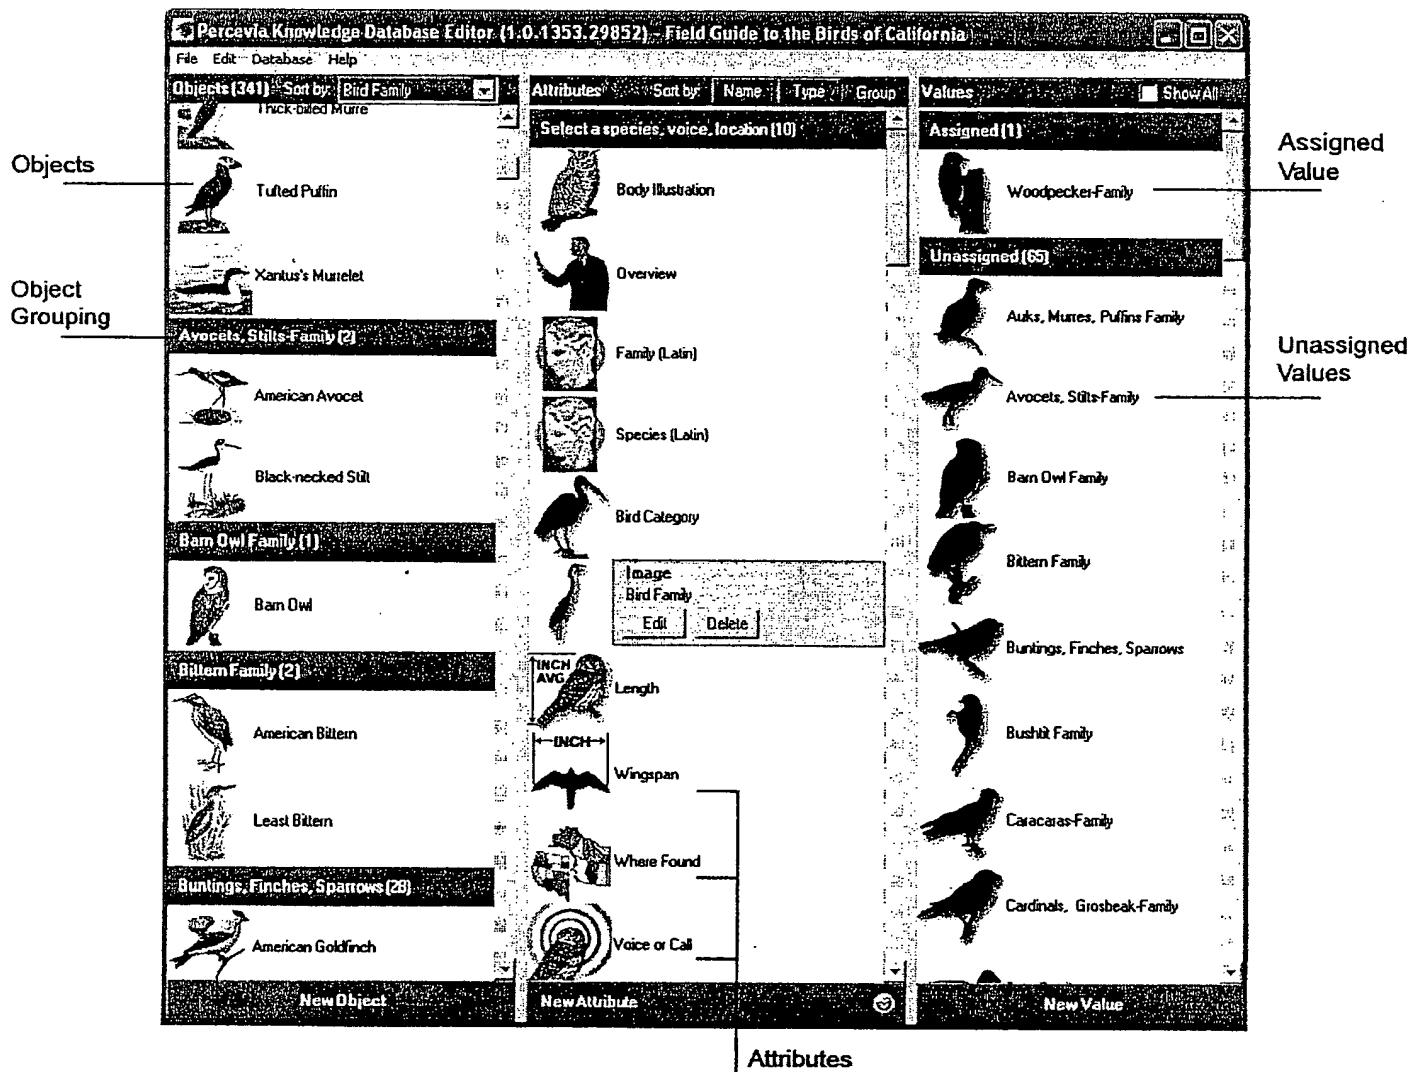 Percevia Knowledge Database Editor (1.0.1353.29852) - Field Guide to the Birds of California
File Edit Database Help
Objects (341) Sort by: Bird Family
Thick-billed Murre
Tufted Puffin
Xantus's Murrelet
Avocets, Stilts-Family (2)
American Avocet
Black-necked Stilt
Barn Owl Family (1)
Barn Owl
Bittern Family (2)
American Bittern
Least Bittern
Buntings, Finches, Sparrows (28)
American Goldfinch
New Object
Attributes Sort by: Name Type Group
Select a species, voice, location (10)
Body Illustration
Overview
Family (Latin)
Species (Latin)
Bird Category
Image
Bird Family
Edit Delete
INCH
AVG.
Length
INCH
Wingspan
Where Found
Voice or Call
New Attribute
Values Show All
Assigned (1)
Woodpecker-Family
Unassigned (65)
Auks, Murres, Puffins Family
Avocets, Stilts-Family
Barn Owl Family
Bittern Family
Buntings, Finches, Sparrows
Bushtit Family
Caracaras-Family
Cardinals, Grosbeak-Family
New Value
Objects
Object
Grouping
Assigned
Value
Unassigned
Values
Attributes